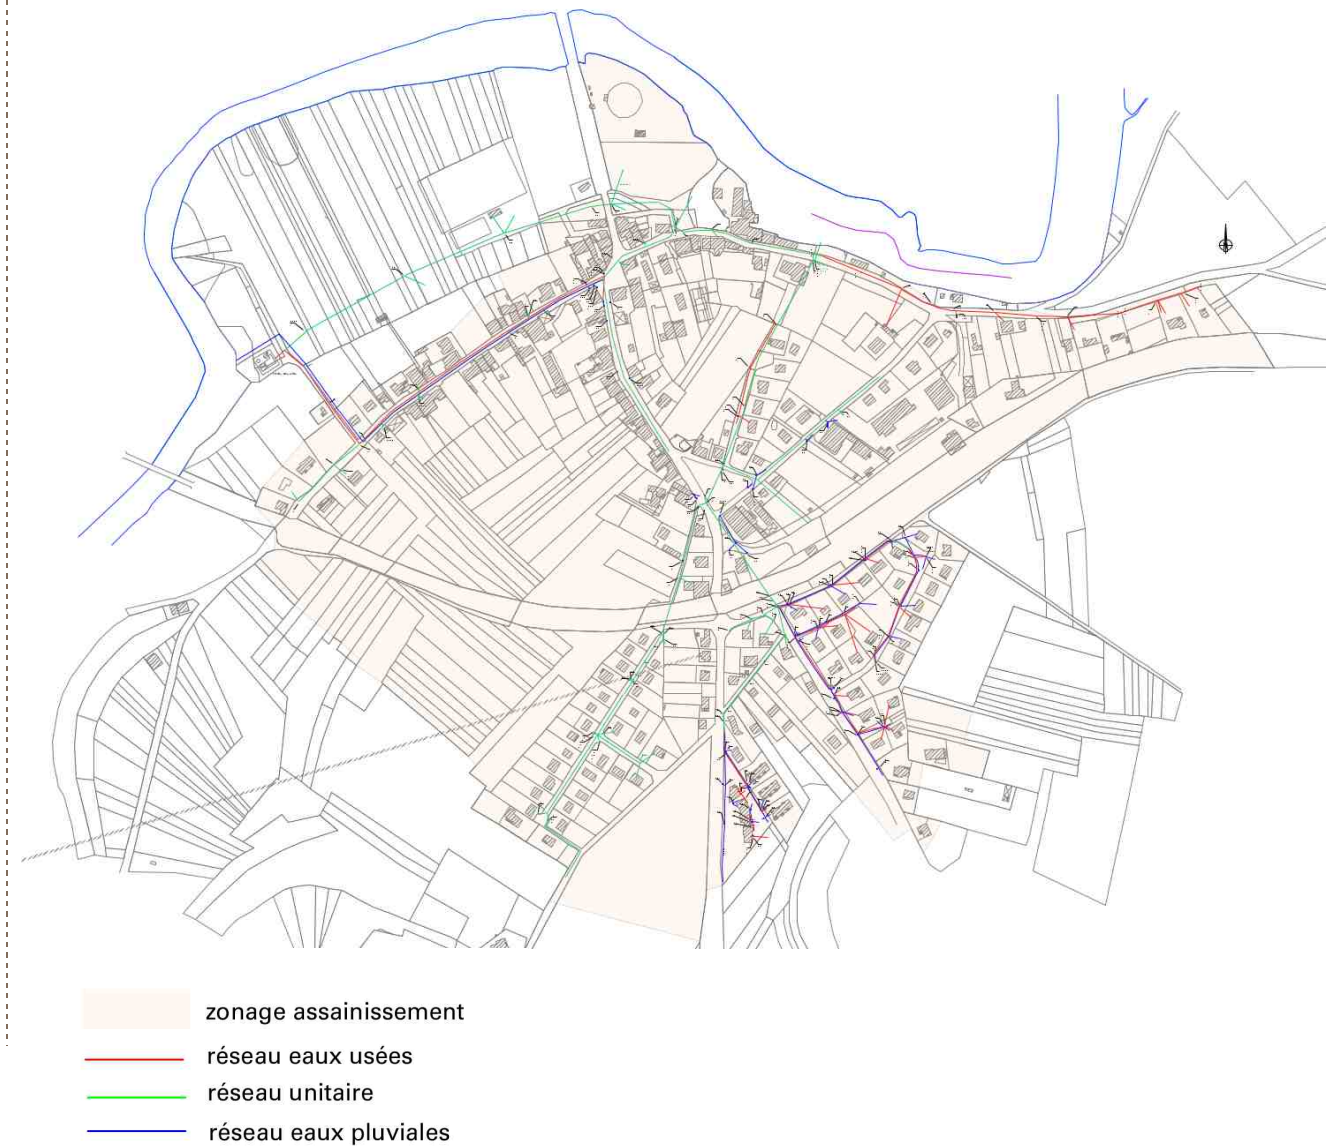 zonage assainissement
réseau eaux usées
réseau unitaire
réseau eaux pluviales